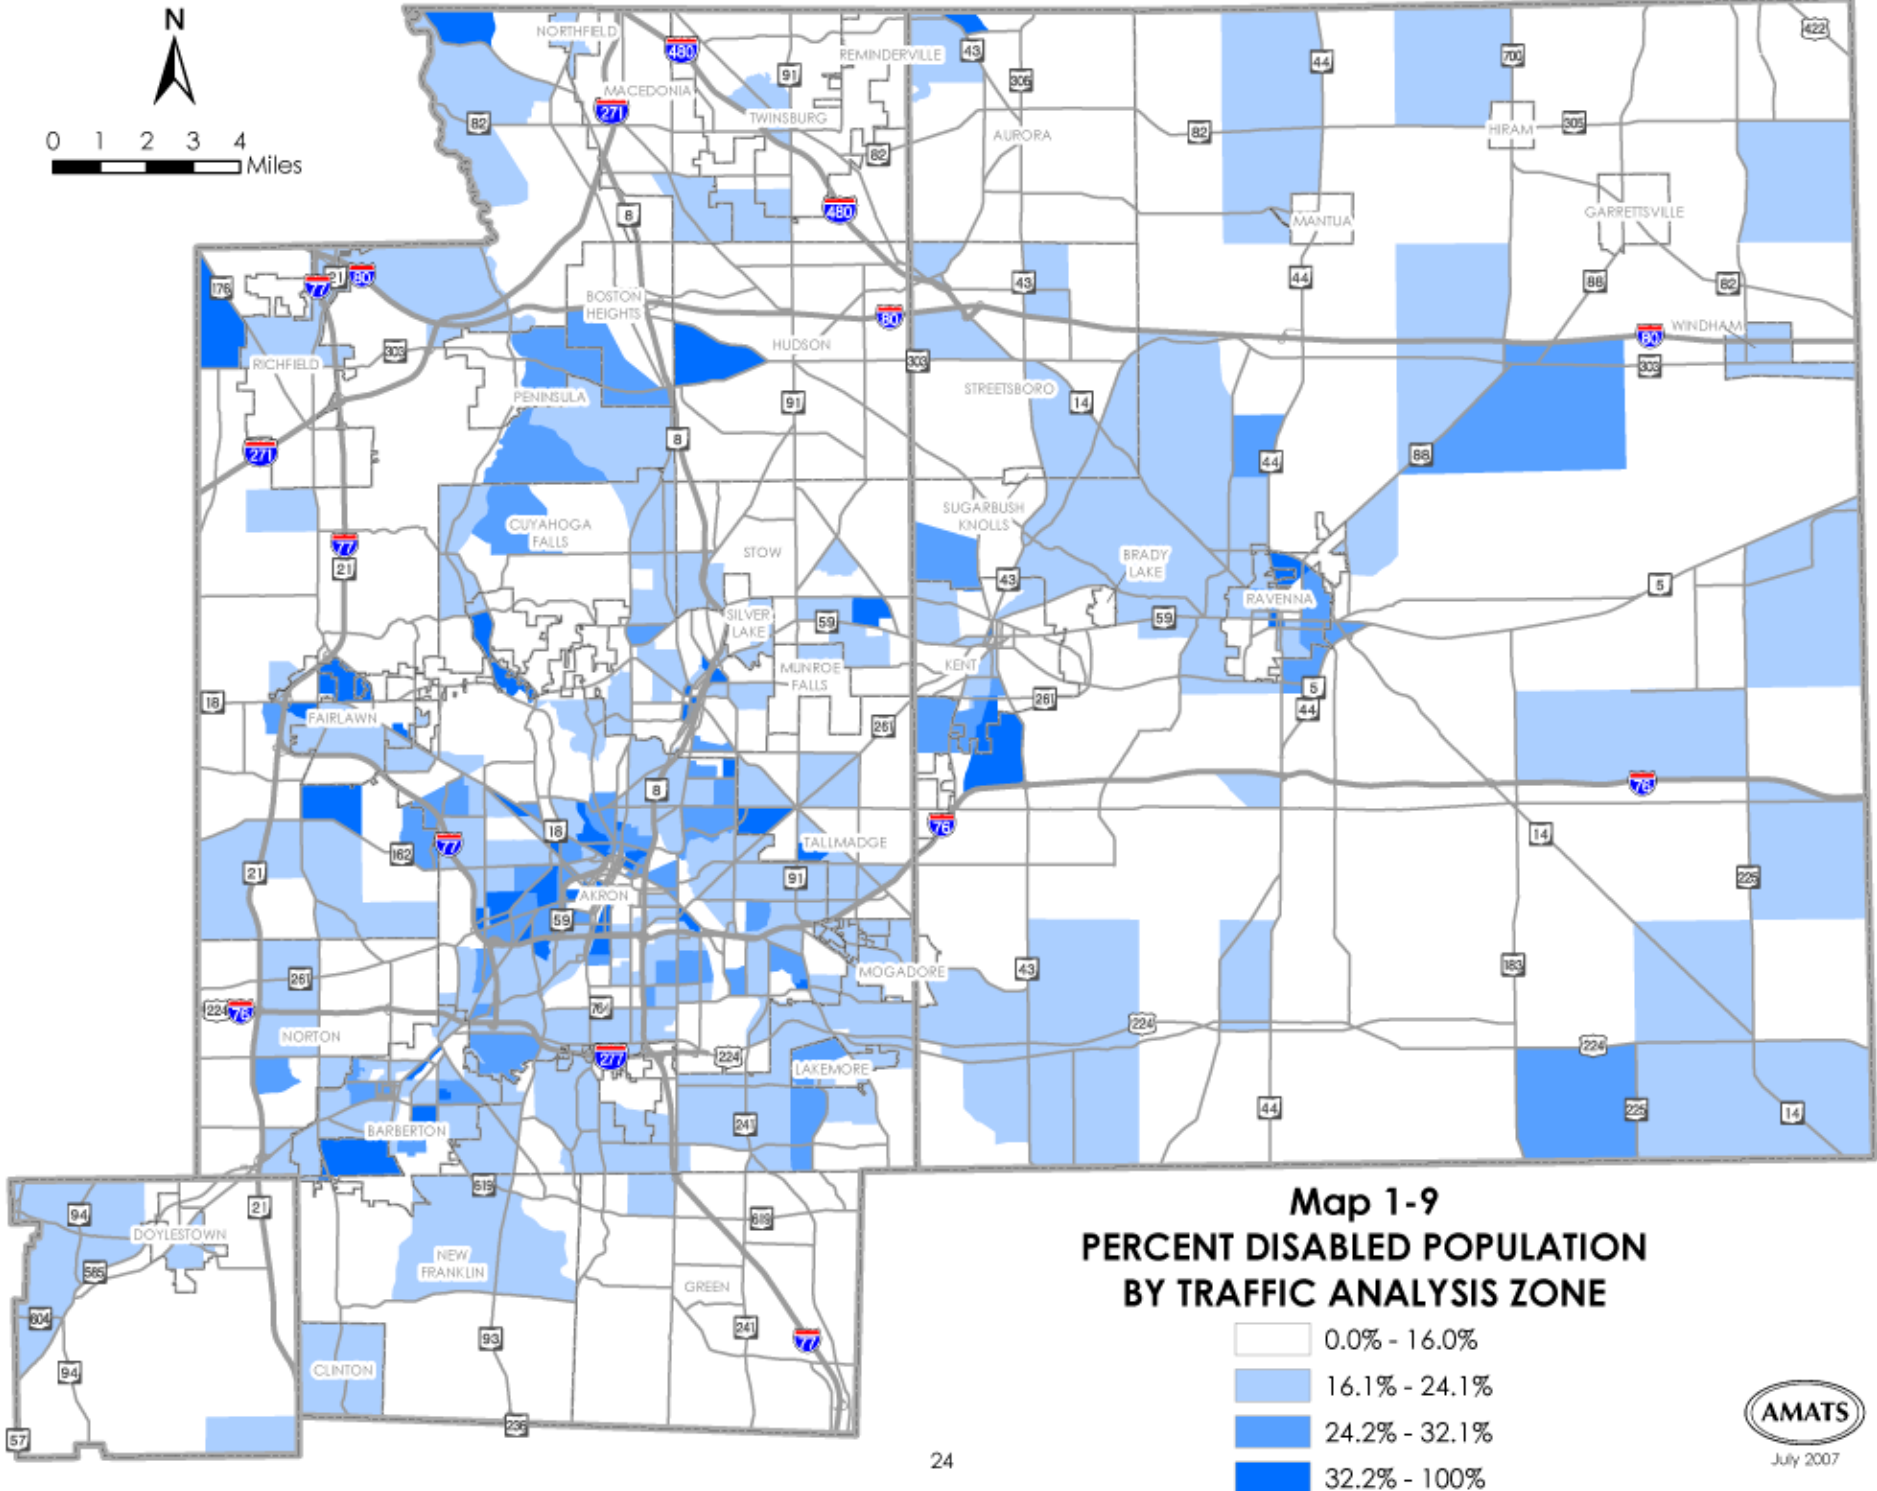 N
0 1 2 3 4
Miles
NORTHFIELD
480
43
422
REMINDERVILLE
91
44
700
306
MACEDONIA
271
TWINSBURG
82
AURORA
82
HIRAM
305
82
480
8
MANTUA
GARRETTSVILLE
176
77
21
80
43
44
88
82
BOSTON
HEIGHTS
80
WINDHAM
80
HUDSON
303
303
303
RICHFIELD
PENINSULA
STREETSBORO
91
14
271
8
44
88
SUGARBUSH
KNOLLS
CUYAHOGA
FALLS
STOW
77
BRADY
LAKE
21
43
5
RAVENNA
SILVER
LAKE
59
59
KENT
MUNROE
FALLS
18
261
5
44
FAIRLAWN
261
8
76
76
18
14
77
162
TALLMADGE
21
91
225
AKRON
59
261
MOGADORE
43
183
224
76
764
224
NORTON
277
224
LAKEMORE
224
44
225
14
241
BARBERTON
619
94
21
619
DOYLESTOWN
NEW
FRANKLIN
585
GREEN
604
93
241
77
94
CLINTON
236
57
Map 1-9
PERCENT DISABLED POPULATION
BY TRAFFIC ANALYSIS ZONE
0.0% - 16.0%
16.1% - 24.1%
24.2% - 32.1%
32.2% - 100%
AMATS
July 2007
24